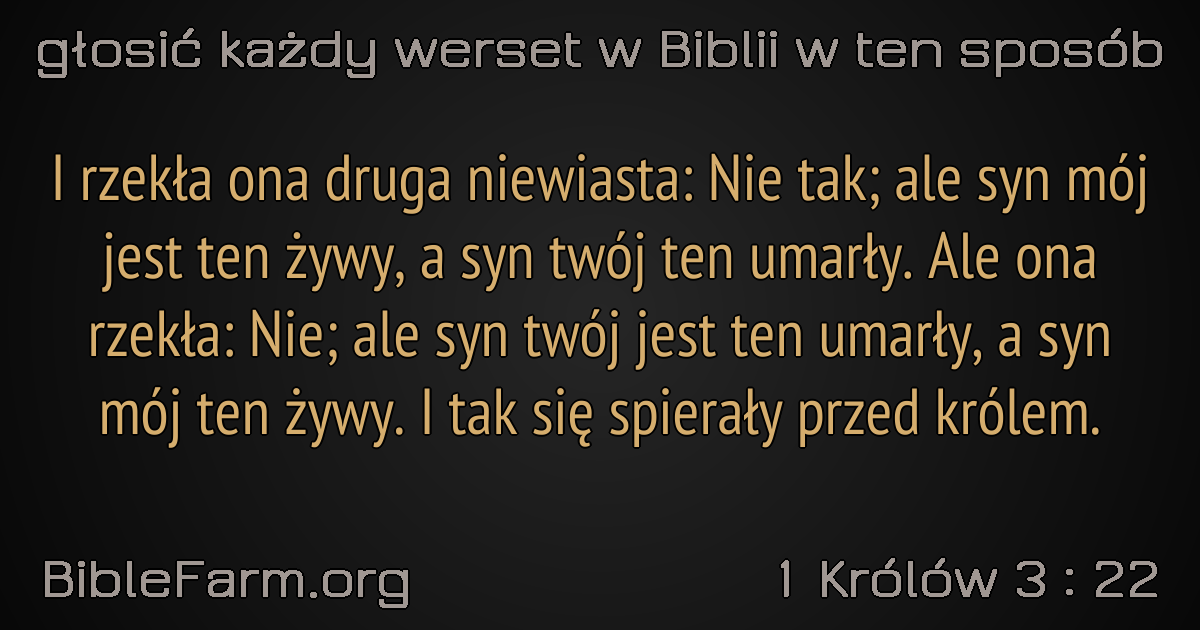 głosić każdy werset w Biblii w ten sposób
I rzekła ona druga niewiasta: Nie tak; ale syn mój
jest ten żywy, a syn twój ten umarły. Ale ona
rzekła: Nie; ale syn twój jest ten umarły, a syn
mój ten żywy. I tak się spierały przed królem.
BibleFarm.org
1 Królów 3 : 22